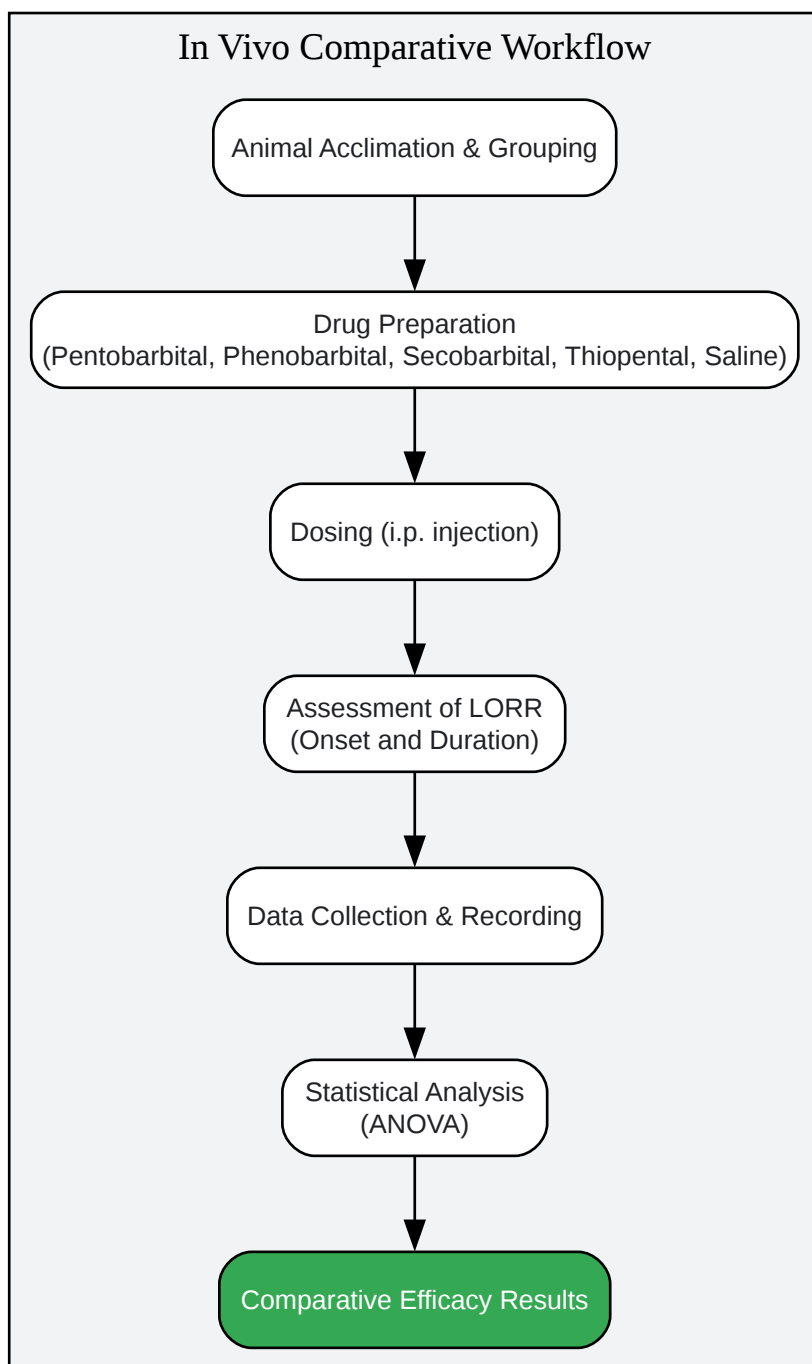 In Vivo Comparative Workflow
Animal Acclimation & Grouping
Drug Preparation
(Pentobarbital, Phenobarbital, Secobarbital, Thiopental, Saline)
Dosing (i.p. injection)
Assessment of LORR
(Onset and Duration)
Data Collection & Recording
Statistical Analysis
(ANOVA)
Comparative Efficacy Results